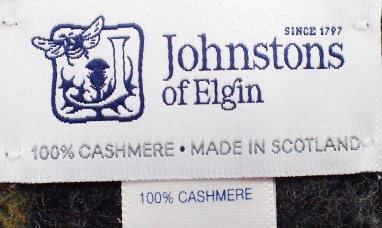 SINCE 1797
Johnstons
of Elgin
100% CASHMERE • MADE IN SCOTLAND
100% CASHMERE